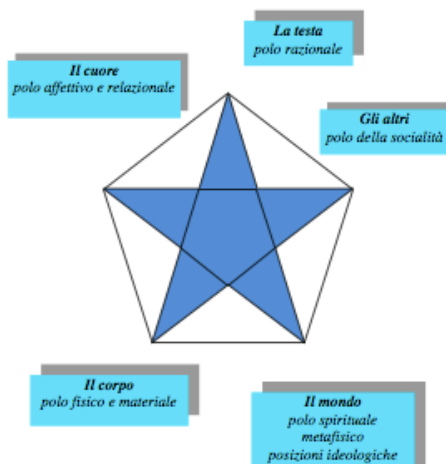 La testa
polo razionale
Il cuore
polo affettivo e relazionale
Gli altri
polo della socialità
Il corpo
polo fisico e materiale
Il mondo
polo spirituale
metafisico
posizioni ideologiche